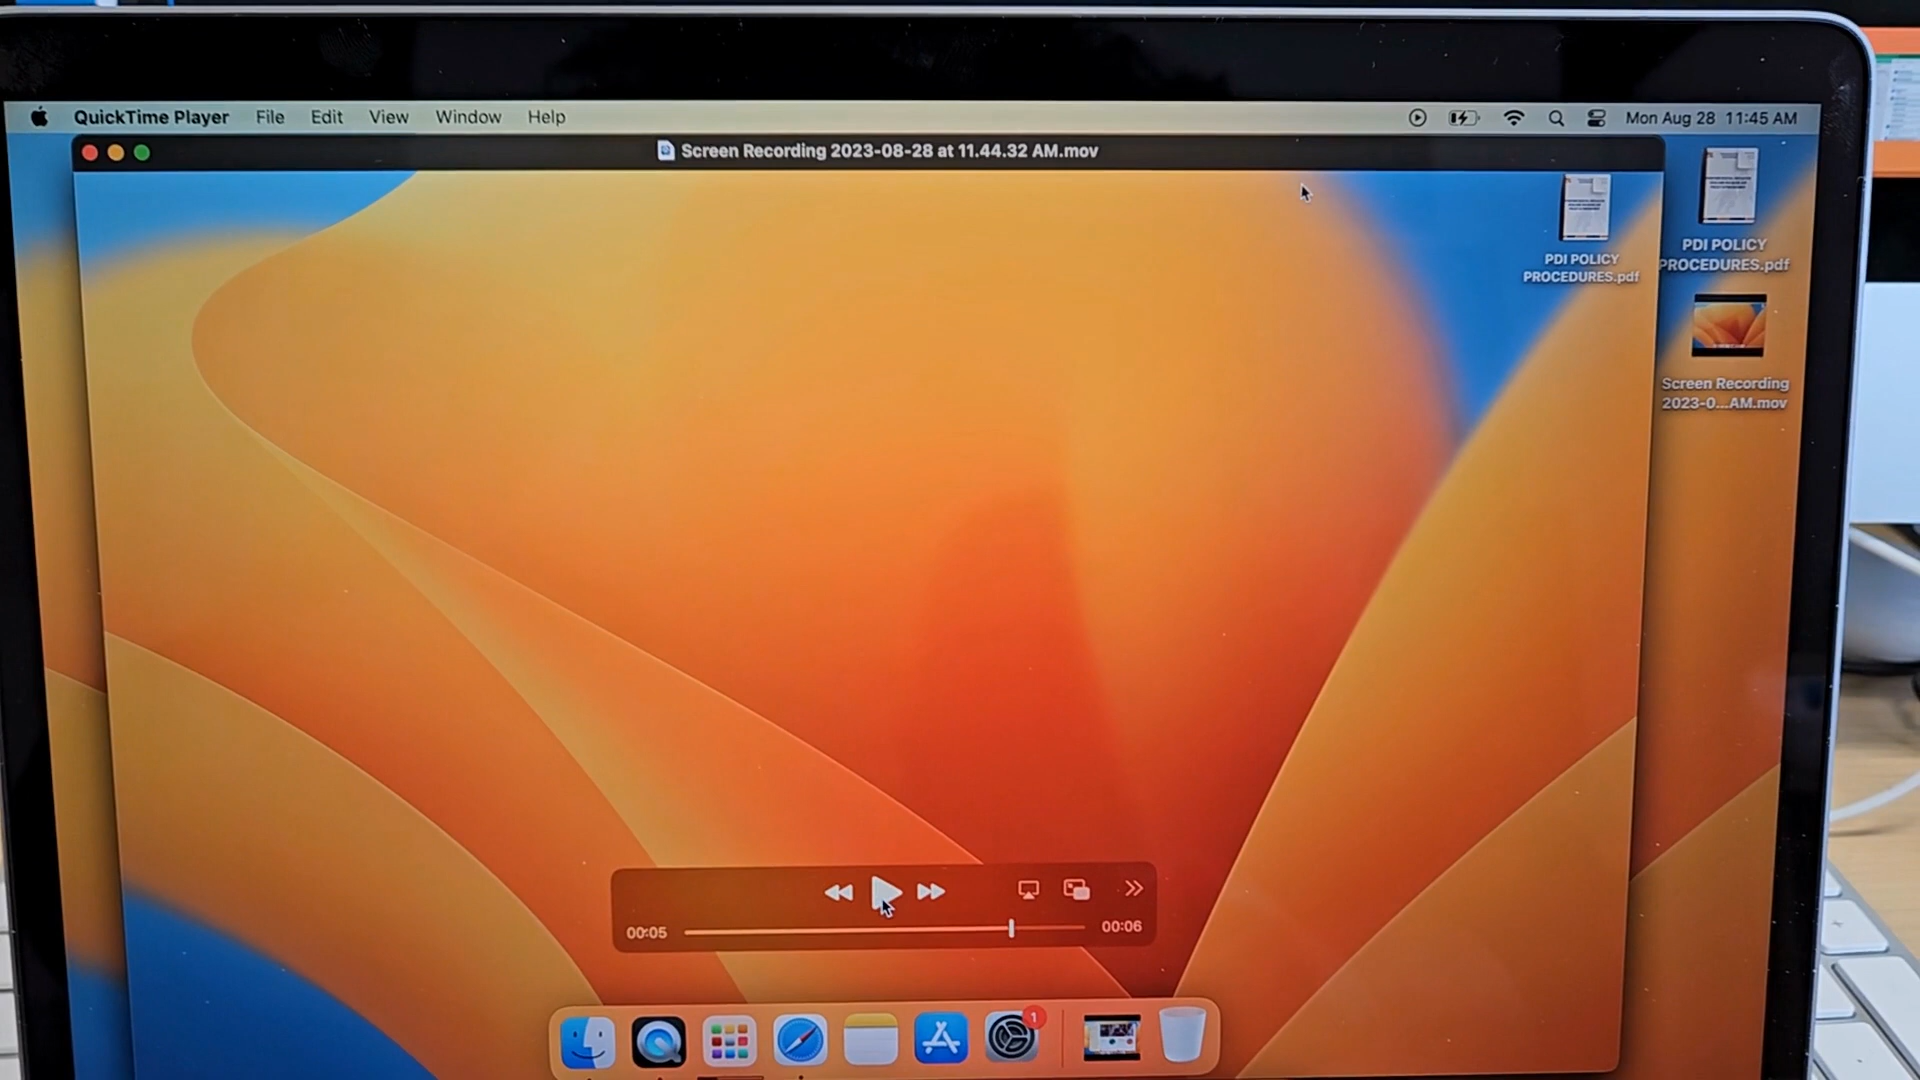 QuickTime Player File Edit View Window Help
Mon Aug 28 11:45 AM
Screen Recording 2023-08-28 at 11.44.32 AM.mov
PDI POLICY
PROCEDURES.pdf
PDI POLICY
PROCEDURES.pdf
Screen Recording
2023-0...AM.mov
00:05
00:06
1